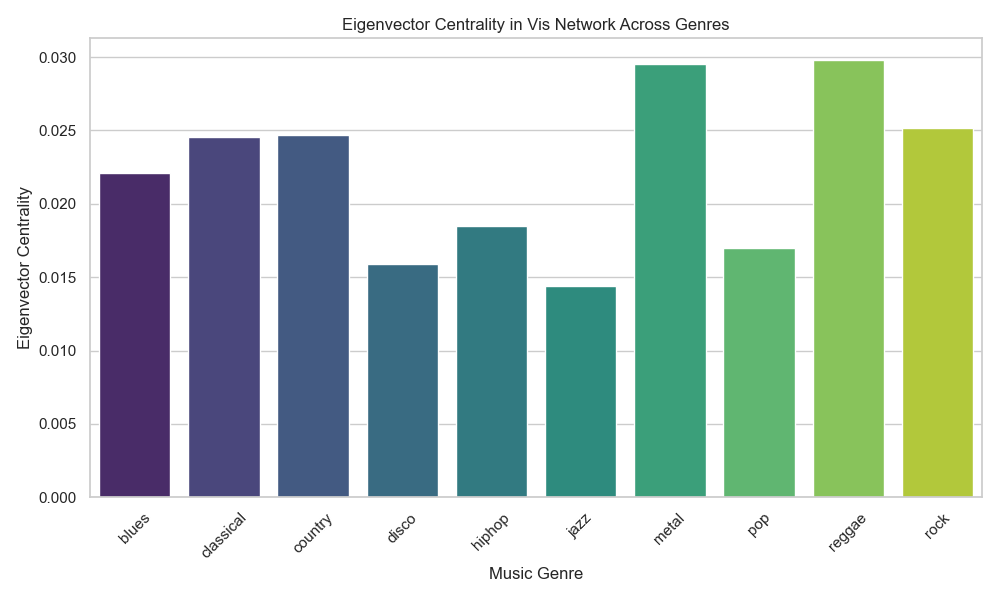 Eigenvector Centrality in Vis Network Across Genres
Eigenvector Centrality
0.030
0.025
0.020
0.015
0.010
0.005
0.000
blues
classical
country
disco
hiphop
jazz
metal
pop
reggae
rock
Music Genre